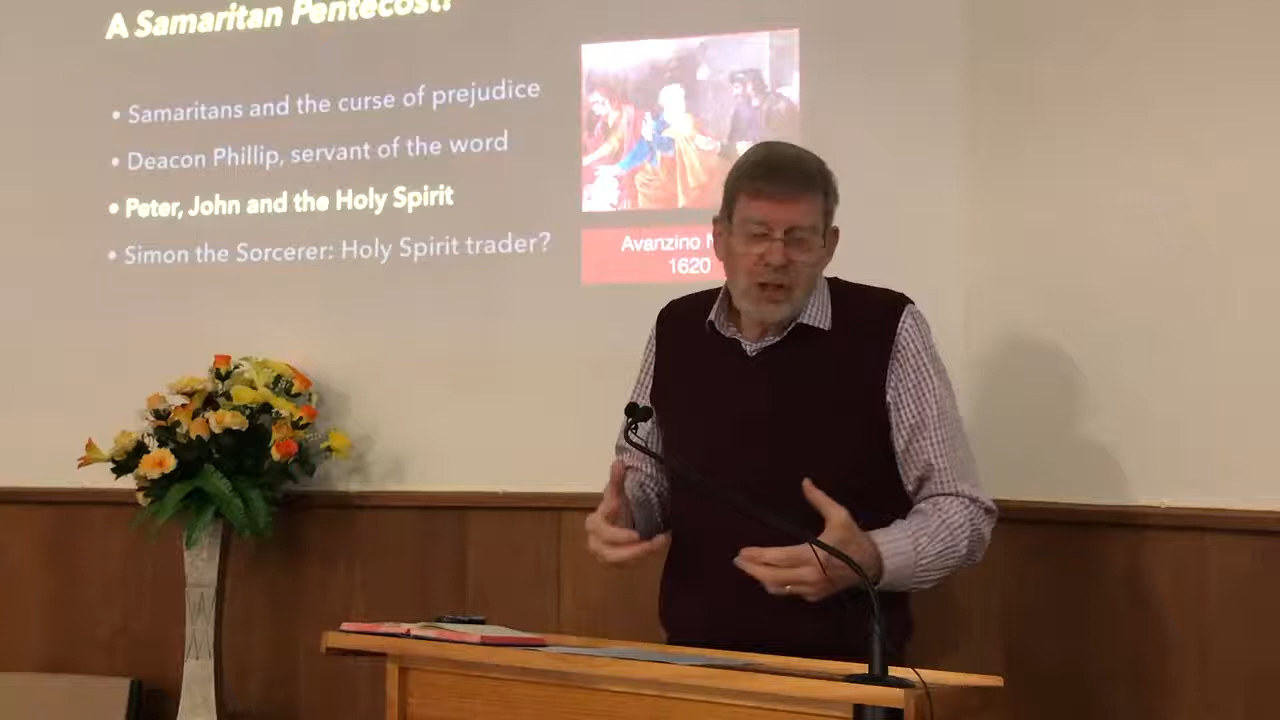 A Samaritan Pentecost?
• Samaritans and the curse of prejudice
• Deacon Phillip, servant of the word
• Peter, John and the Holy Spirit
• Simon the Sorcerer: Holy Spirit trader?
Avanzino
1620